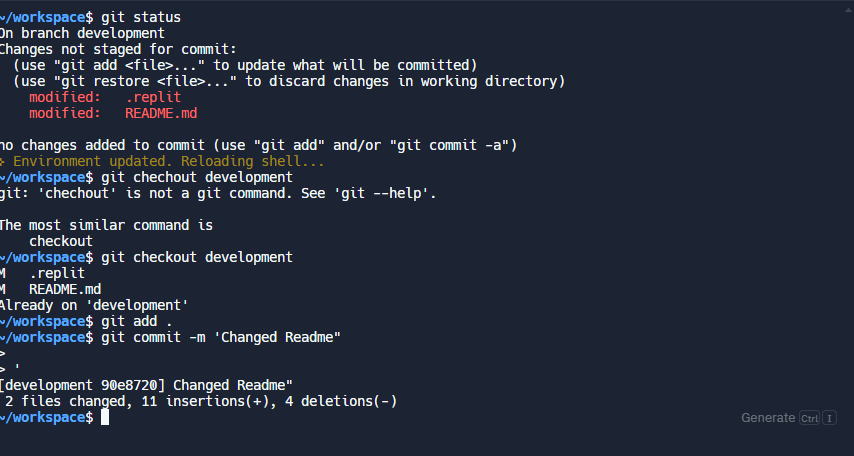 ~/workspace$ git status
On branch development
Changes not staged for commit:
  (use "git add <file>..." to update what will be committed)
  (use "git restore <file>..." to discard changes in working directory)
    modified:   .replit
    modified:   README.md

no changes added to commit (use "git add" and/or "git commit -a")
Environment updated. Reloading shell...
~/workspace$ git chechout development
git: 'chechout' is not a git command. See 'git --help'.

The most similar command is
    checkout
~/workspace$ git checkout development
M   .replit
M   README.md
Already on 'development'
~/workspace$ git add .
~/workspace$ git commit -m 'Changed Readme"
>
> '
[development 90e8720] Changed Readme"
 2 files changed, 11 insertions(+), 4 deletions(-)
~/workspace$
Generate Ctrl I